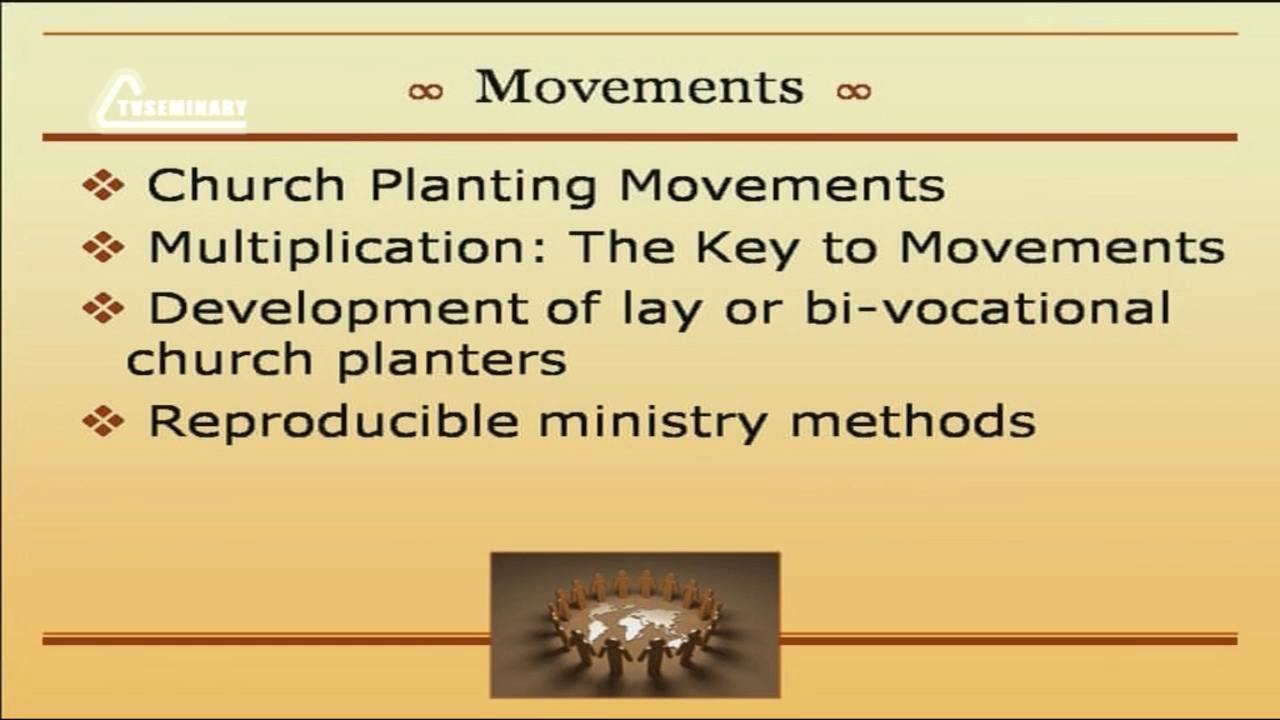 TVSEMINARY
∞ Movements ∞
❖ Church Planting Movements
❖ Multiplication: The Key to Movements
❖ Development of lay or bi-vocational
church planters
❖ Reproducible ministry methods